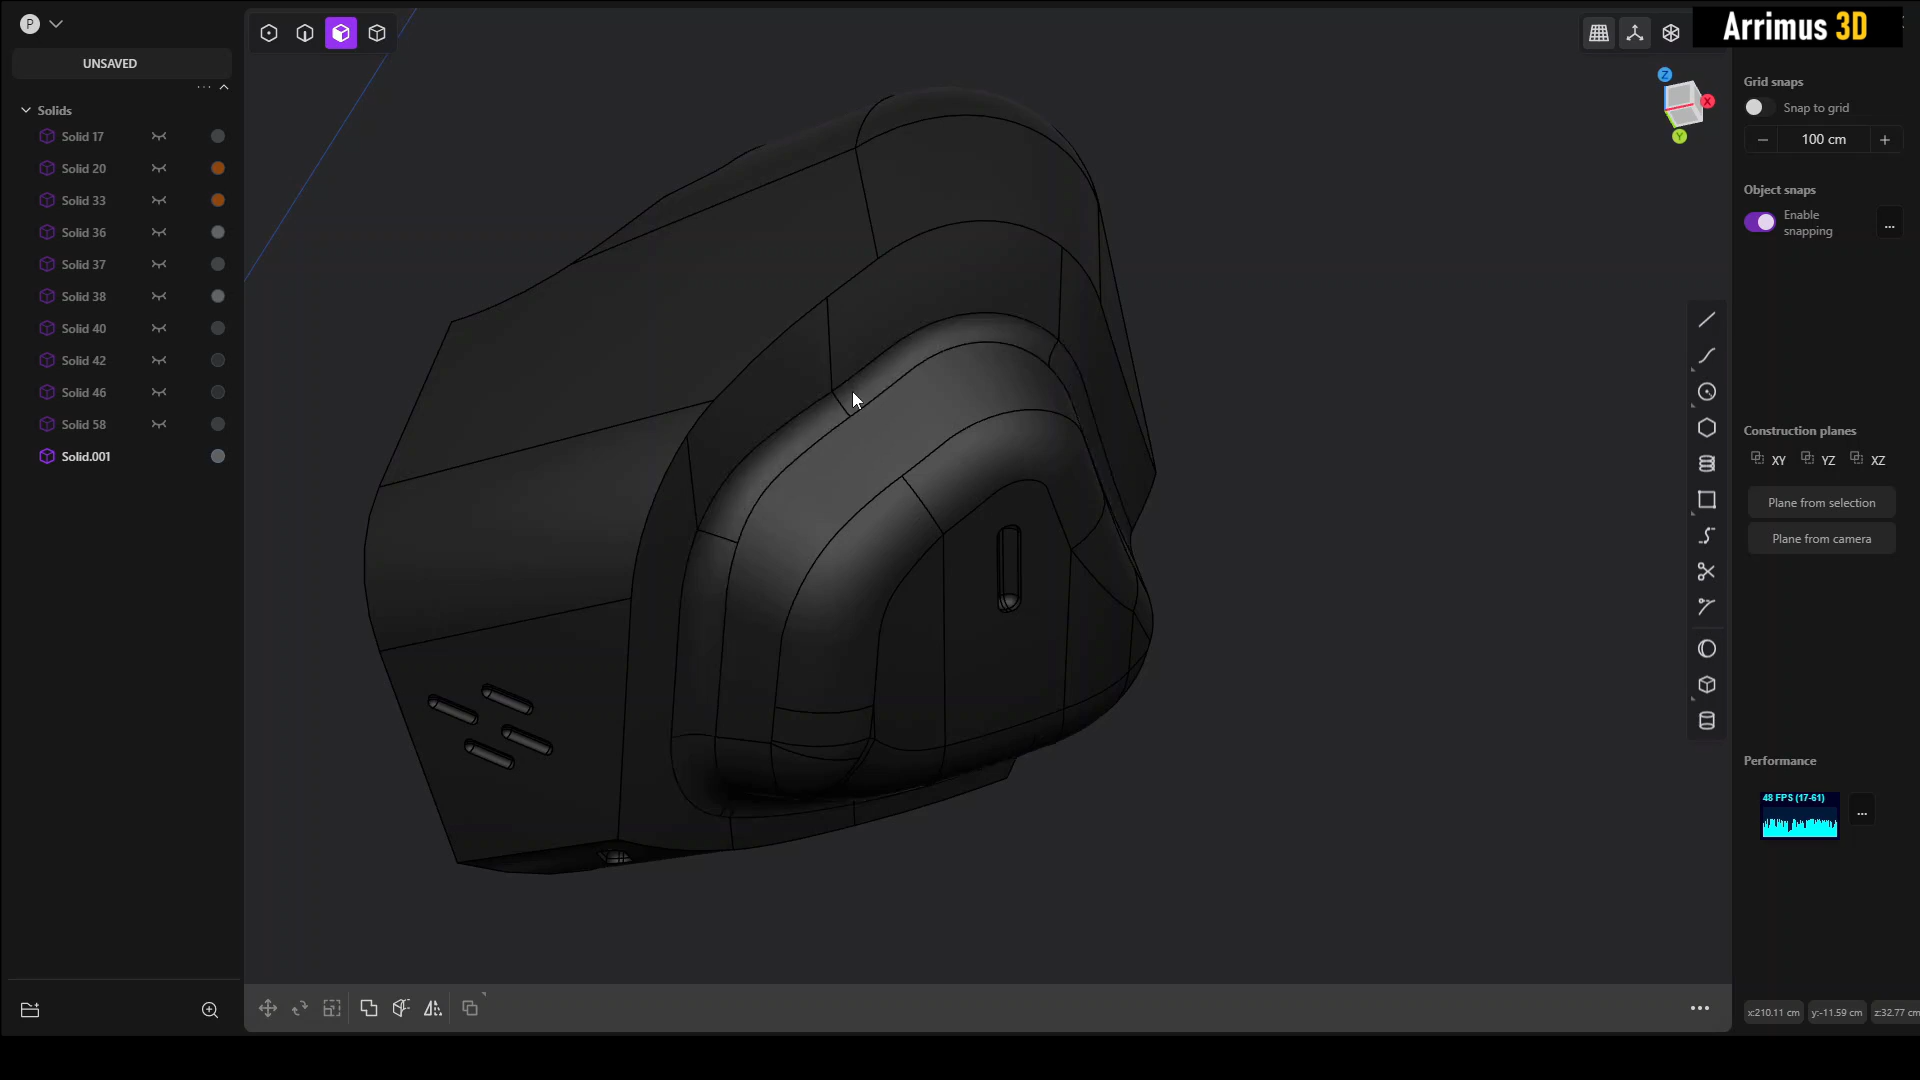 P
UNSAVED
...
Solids
Solid 17
Solid 20
Solid 33
Solid 36
Solid 37
Solid 38
Solid 40
Solid 42
Solid 46
Solid 58
Solid.001
Arrimus 3D
Z
X
Y
Grid snaps
Snap to grid
100 cm
Object snaps
Enable
snapping
...
Construction planes
XY YZ XZ
Plane from selection
Plane from camera
Performance
48 FPS (17-61)
...
x:210.11 cm y:-11.59 cm z:32.77 cm